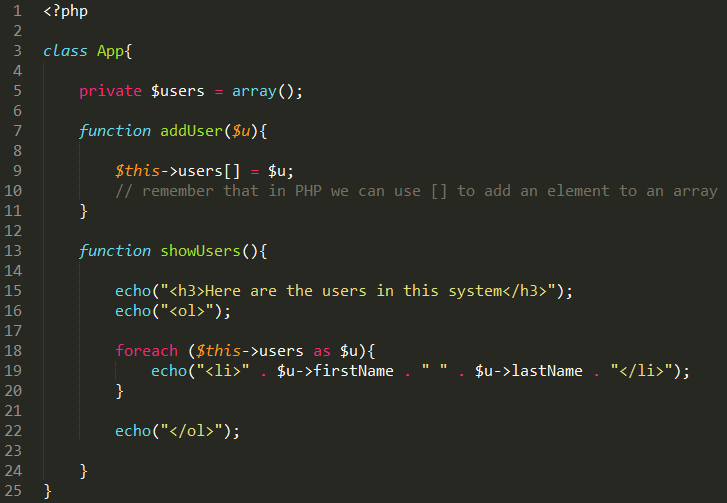 1 <?php
2
3 class App{
4
5     private $users = array();
6
7     function addUser($u){
8
9         $this->users[] = $u;
10         // remember that in PHP we can use [] to add an element to an array
11     }
12
13     function showUsers(){
14
15         echo("<h3>Here are the users in this system</h3>");
16         echo("<ol>");
17
18         foreach ($this->users as $u){
19             echo("<li>" . $u->firstName . " " . $u->lastName . "</li>");
20         }
21
22         echo("</ol>");
23
24     }
25 }